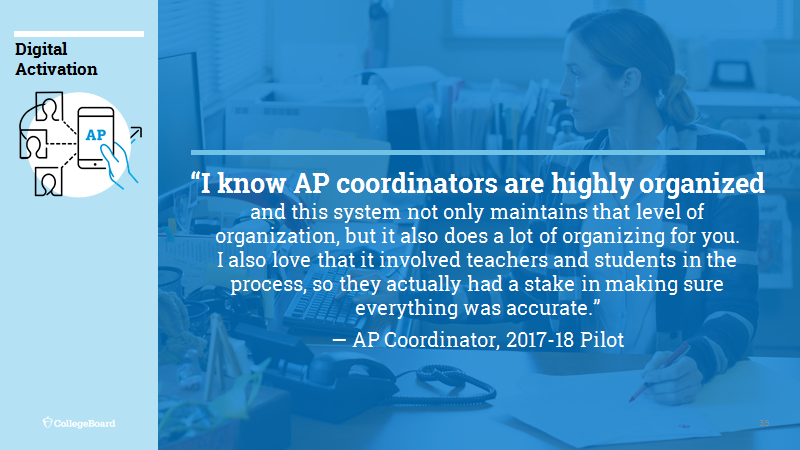 Digital
Activation
AP
“I know AP coordinators are highly organized
and this system not only maintains that level of
organization, but it also does a lot of organizing for you.
I also love that it involved teachers and students in the
process, so they actually had a stake in making sure
everything was accurate.”
— AP Coordinator, 2017-18 Pilot
CollegeBoard